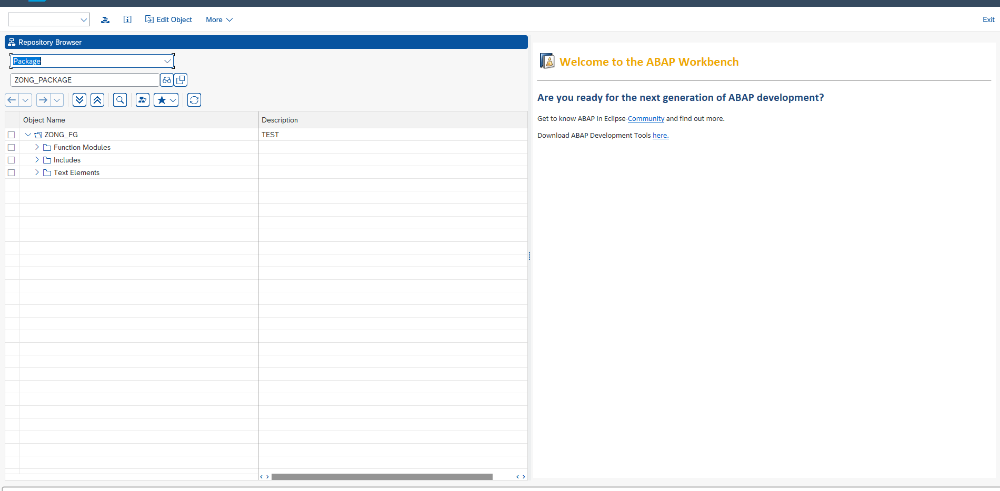 Edit Object
More
Exit
Repository Browser
Package
ZONG_PACKAGE
Object Name
Description
ZONG_FG
TEST
Function Modules
Includes
Text Elements
Welcome to the ABAP Workbench
Are you ready for the next generation of ABAP development?
Get to know ABAP in Eclipse-Community and find out more.
Download ABAP Development Tools here.